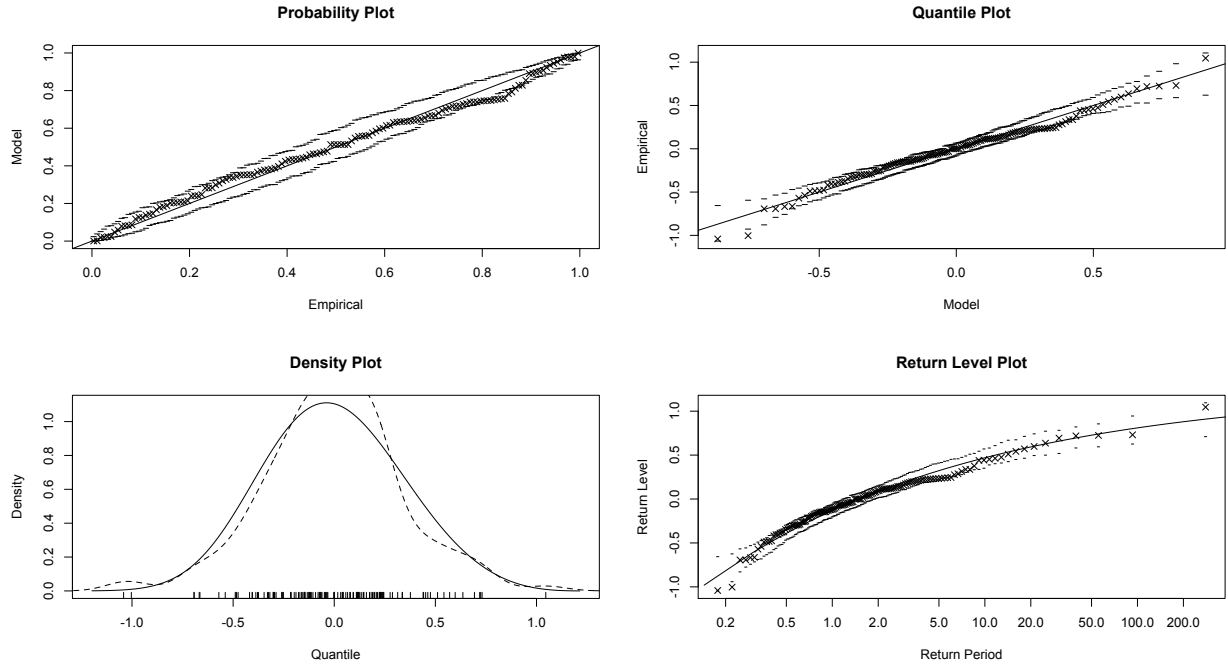 Probability Plot
Model
1.0
0.8
0.6
0.4
0.2
0.0
0.0 0.2 0.4 0.6 0.8 1.0
Empirical
Quantile Plot
Empirical
1.0
0.5
0.0
-0.5
-1.0
-0.5 0.0 0.5
Model
Density Plot
Density
1.0
0.8
0.6
0.4
0.2
0.0
-1.0 -0.5 0.0 0.5 1.0
Quantile
Return Level Plot
Return Level
1.0
0.5
0.0
-0.5
-1.0
0.2 0.5 1.0 2.0 5.0 10.0 20.0 50.0 100.0 200.0
Return Period